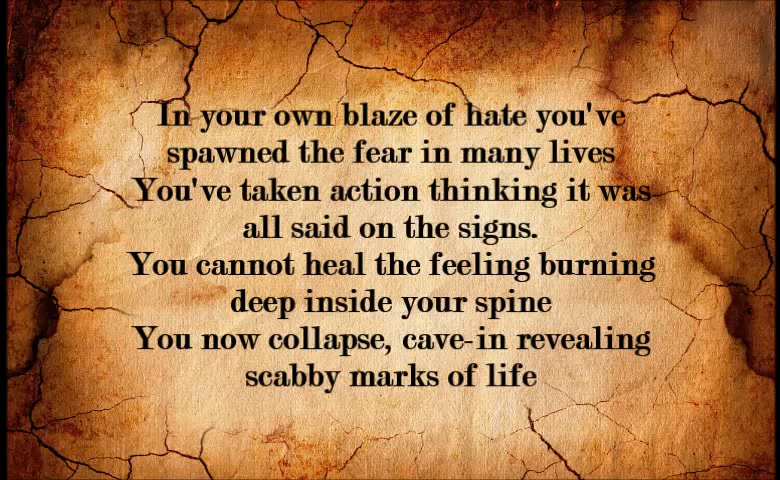 In your own blaze of hate you've
spawned the fear in many lives
You've taken action thinking it was
all said on the signs.
You cannot heal the feeling burning
deep inside your spine
You now collapse, cave-in revealing
scabby marks of life